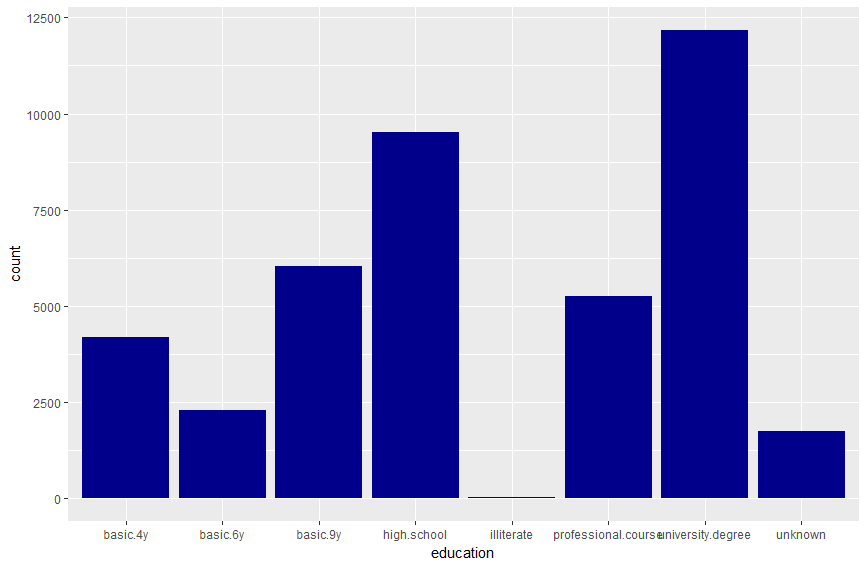 12500
10000
7500
5000
2500
0
count
basic.4y basic.6y basic.9y high.school illiterate professional.course university.degree unknown
education